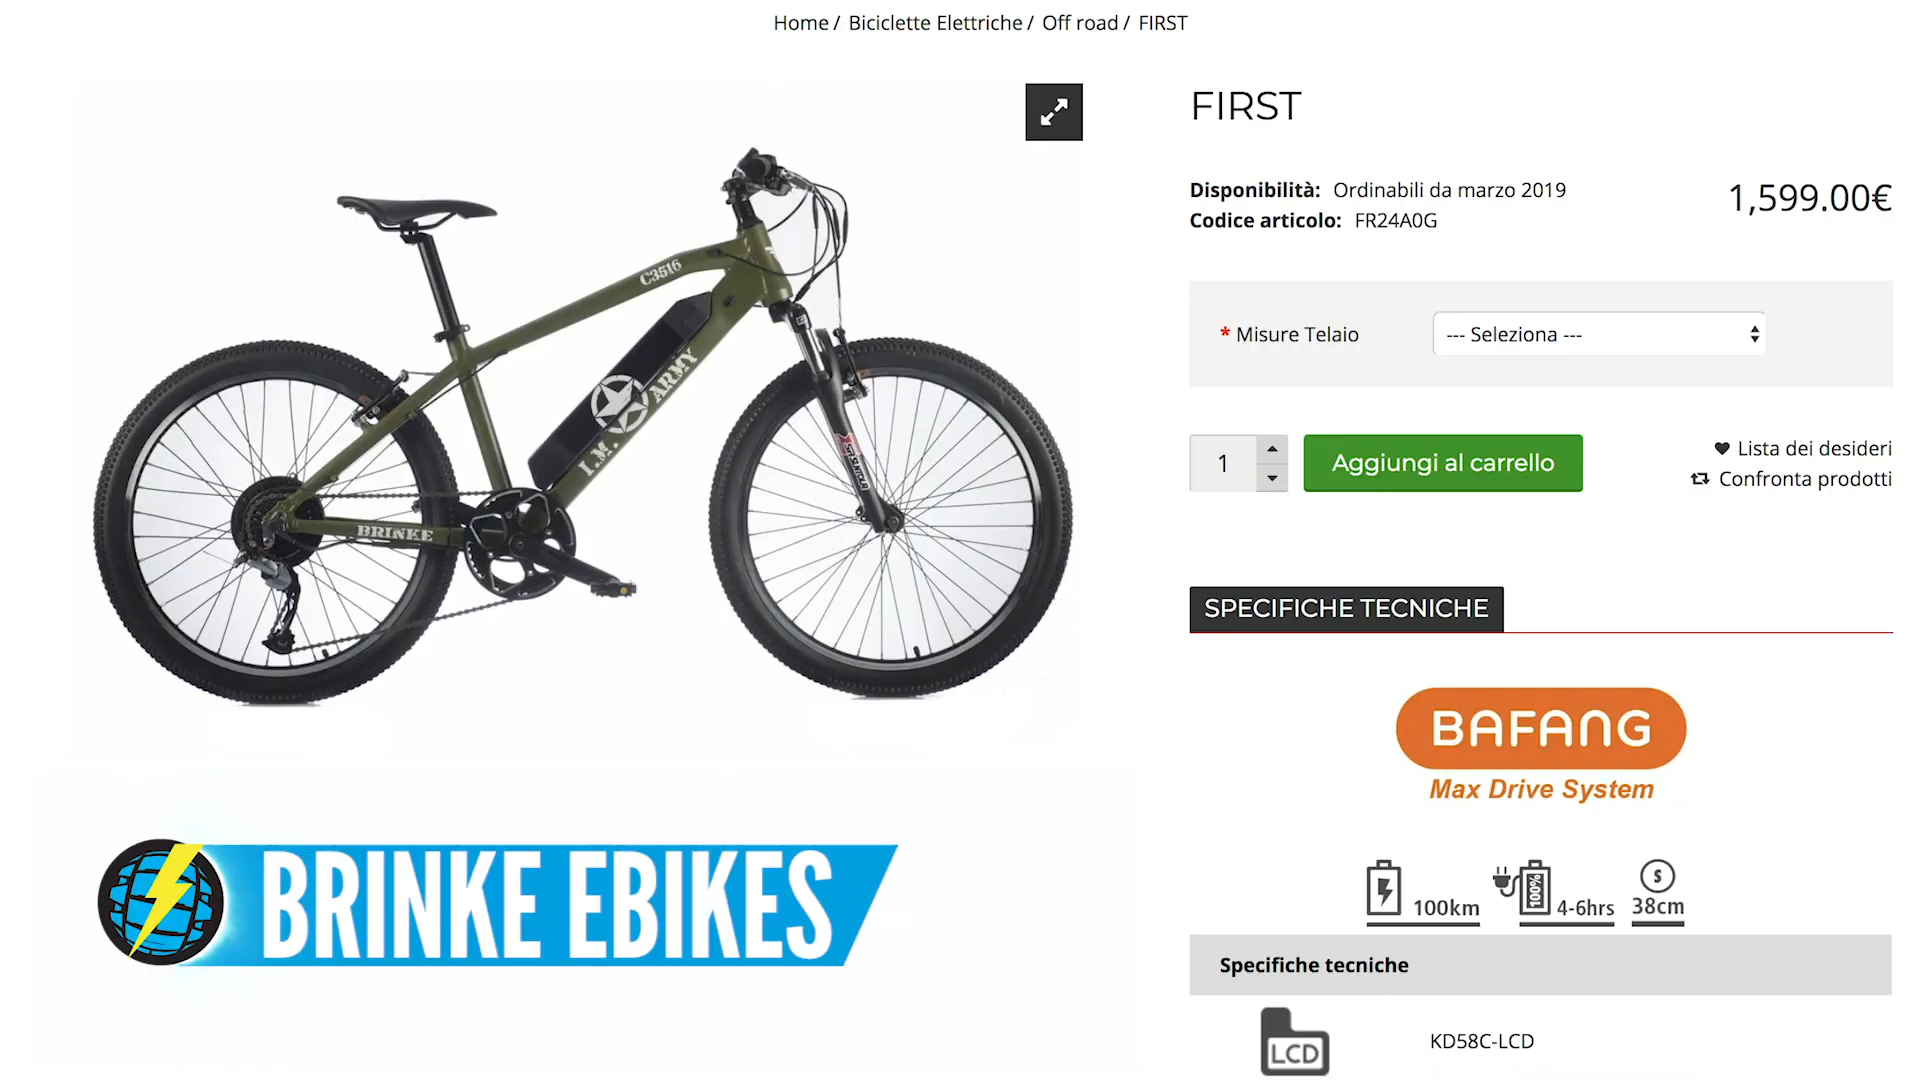 Home / Biciclette Elettriche / Off road / FIRST
FIRST
Disponibilità: Ordinabili da marzo 2019
1,599.00€
Codice articolo: FR24A0G
* Misure Telaio
--- Seleziona ---
1
Aggiungi al carrello
Lista dei desideri
Confronta prodotti
C3516
I.M. ARMY
BRINKE
SR SUNTOUR
SPECIFICHE TECNICHE
BAFANG
Max Drive System
BRINKE EBIKES
100km
100%
4-6hrs
S
38cm
Specifiche tecniche
LCD
KD58C-LCD